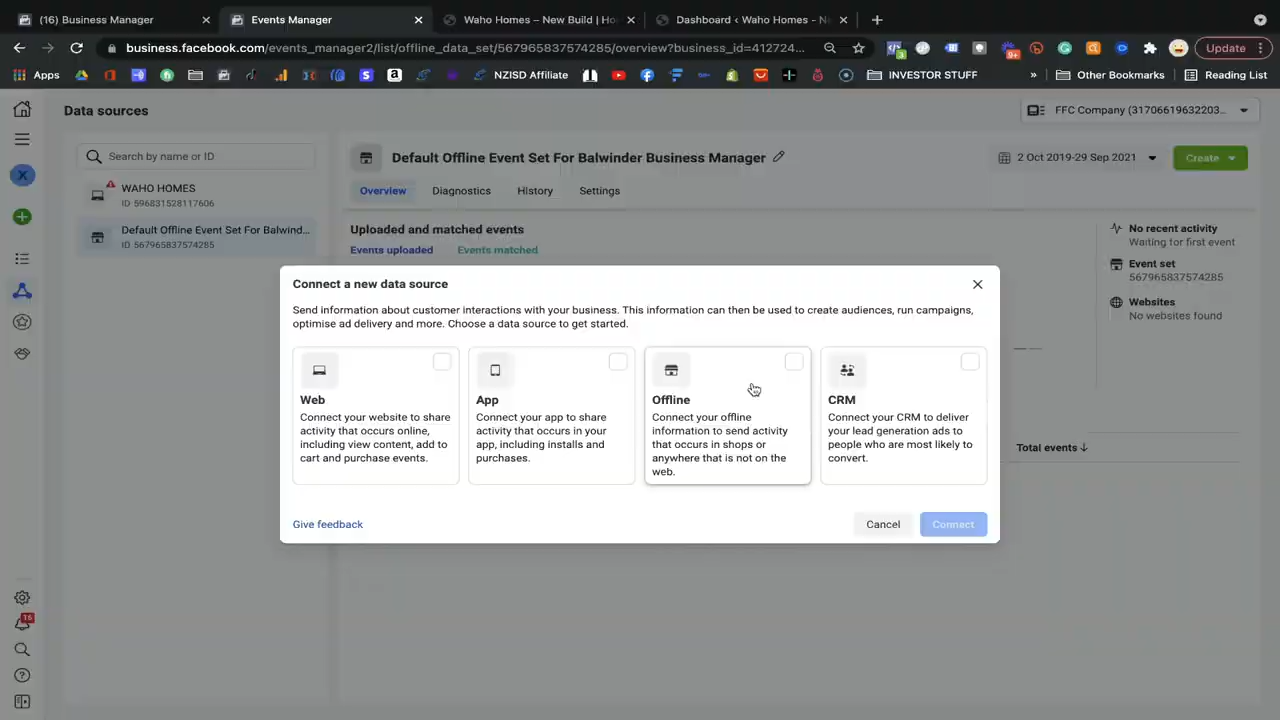 (16) Business Manager
Events Manager
Waho Homes – New Build | Ho
Dashboard ‹ Waho Homes - Ne
business.facebook.com/events_manager2/list/offline_data_set/567965837574285/overview?business_id=412724...
3
9+
Update
Apps
NZISD Affiliate
INVESTOR STUFF
»
Other Bookmarks
Reading List
Data sources
FFC Company (31706619632203...
Search by name or ID
WAHO HOMES
ID 596831528117606
Default Offline Event Set For Balwind...
ID 567965837574285
Default Offline Event Set For Balwinder Business Manager
2 Oct 2019-29 Sep 2021
Create
Overview
Diagnostics
History
Settings
Uploaded and matched events
Events uploaded
Events matched
No recent activity
Waiting for first event
Event set
567965837574285
Websites
No websites found
Total events
Connect a new data source
Send information about customer interactions with your business. This information can then be used to create audiences, run campaigns,
optimise ad delivery and more. Choose a data source to get started.
Web
Connect your website to share
activity that occurs online,
including view content, add to
cart and purchase events.
App
Connect your app to share
activity that occurs in your
app, including installs and
purchases.
Offline
Connect your offline
information to send activity
that occurs in shops or
anywhere that is not on the
web.
CRM
Connect your CRM to deliver
your lead generation ads to
people who are most likely to
convert.
Give feedback
Cancel
Connect
X
16